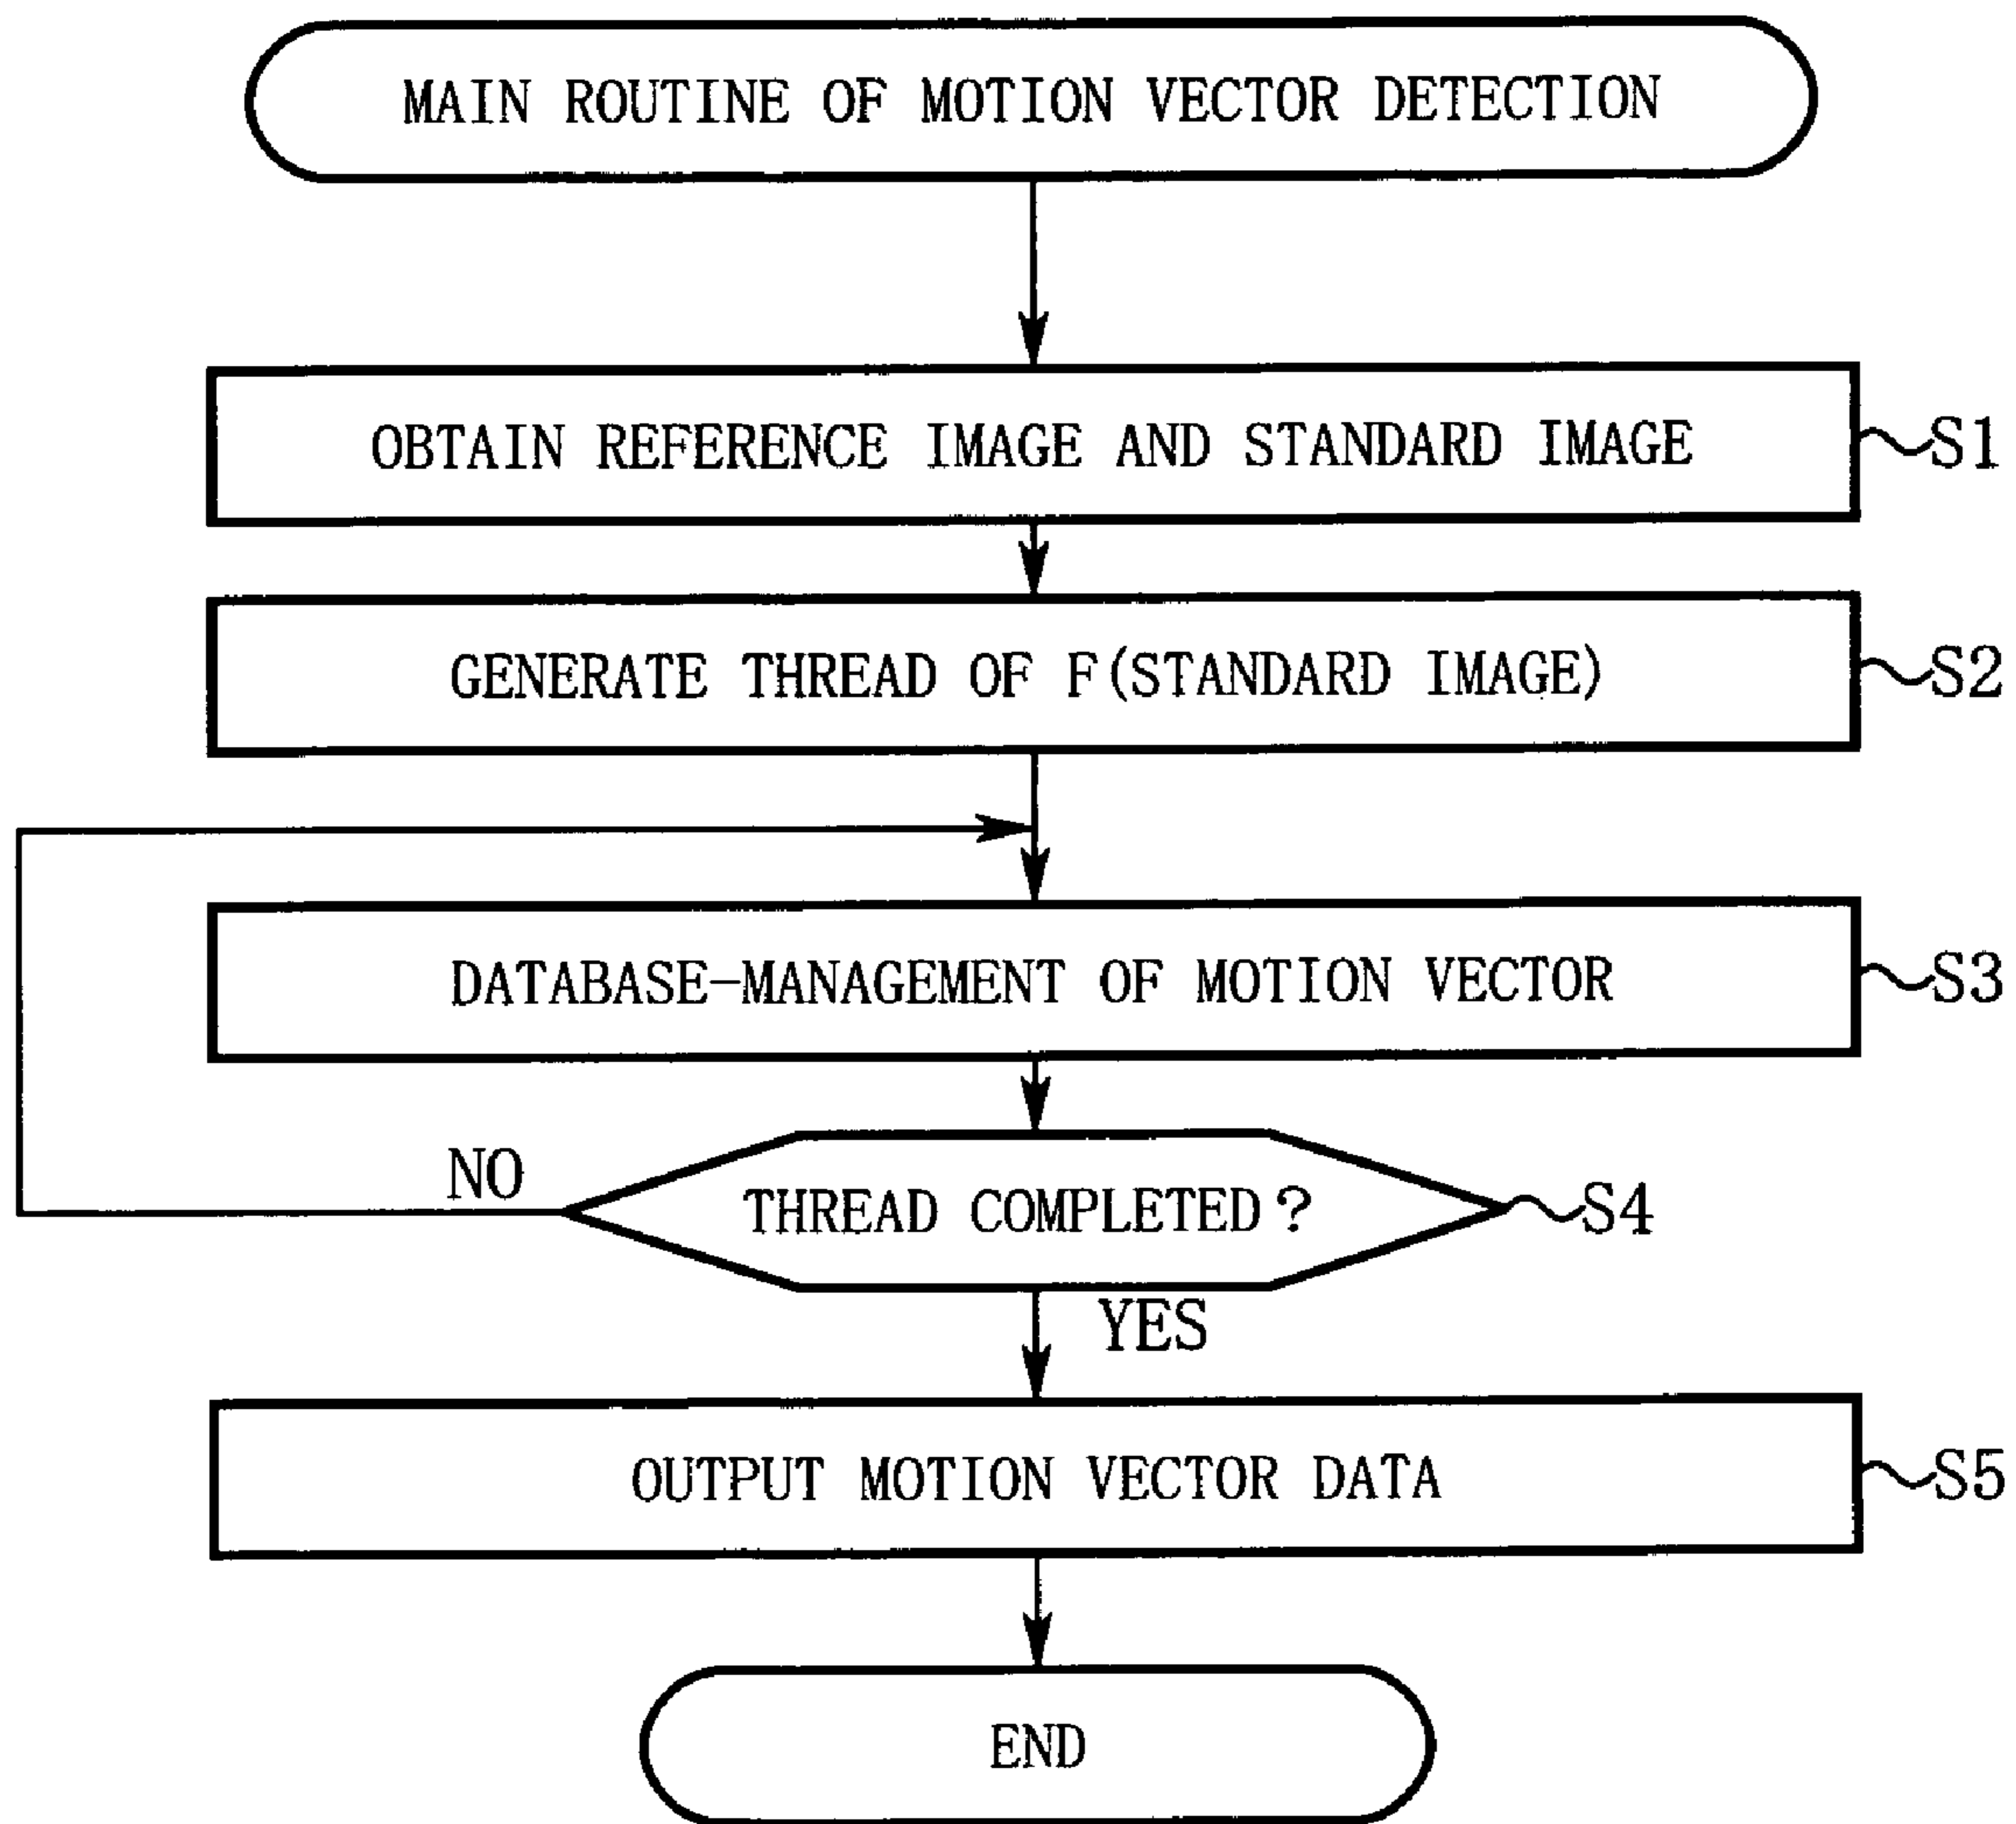 MAIN ROUTINE OF MOTION VECTOR DETECTION
OBTAIN REFERENCE IMAGE AND STANDARD IMAGE
S1
GENERATE THREAD OF F(STANDARD IMAGE)
S2
DATABASE-MANAGEMENT OF MOTION VECTOR
S3
NO
THREAD COMPLETED?
S4
YES
OUTPUT MOTION VECTOR DATA
S5
END